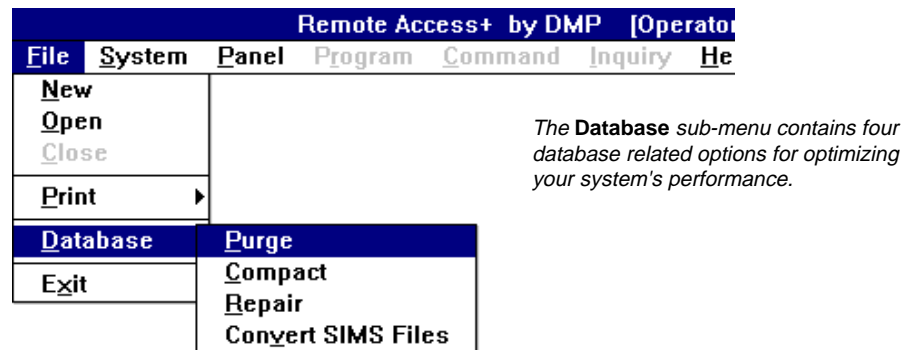 Remote Access+ by DMP [Operator
File System Panel Program Command Inquiry He
New
Open
Close
Print
Database
Exit
Purge
Compact
Repair
Convert SIMS Files
The Database sub-menu contains four
database related options for optimizing
your system's performance.